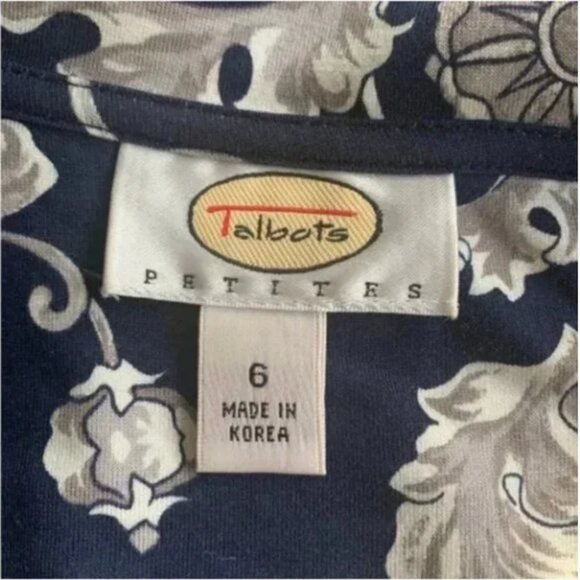 Talbots
PETITES
6
MADE IN
KOREA